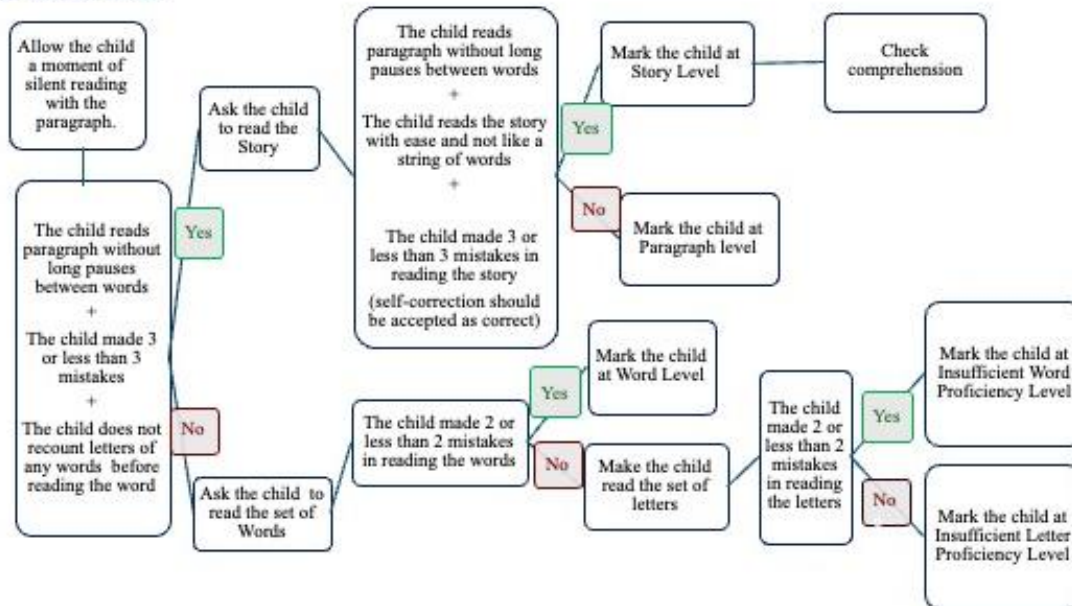 Allow the child
a moment of
silent reading
with the
paragraph.
The child reads
paragraph without
long pauses
between words
+
The child made 3
or less than 3
mistakes
+
The child does not
recount letters of
any words before
reading the word
Yes
No
Ask the child
to read the
Story
The child reads
paragraph without long
pauses between words
+
The child reads the story
with ease and not like a
string of words
+
The child made 3 or
less than 3 mistakes in
reading the story
(self-correction should
be accepted as correct)
Yes
No
Mark the child at
Story Level
Check
comprehension
Mark the child at
Paragraph level
Ask the child to
read the set of
Words
The child made 2 or
less than 2 mistakes
in reading the words
Yes
No
Mark the child
at Word Level
Make the child
read the set of
letters
The child
made 2 or
less than 2
mistakes
in reading
the letters
Yes
No
Mark the child at
Insufficient Word
Proficiency Level
Mark the child at
Insufficient Letter
Proficiency Level